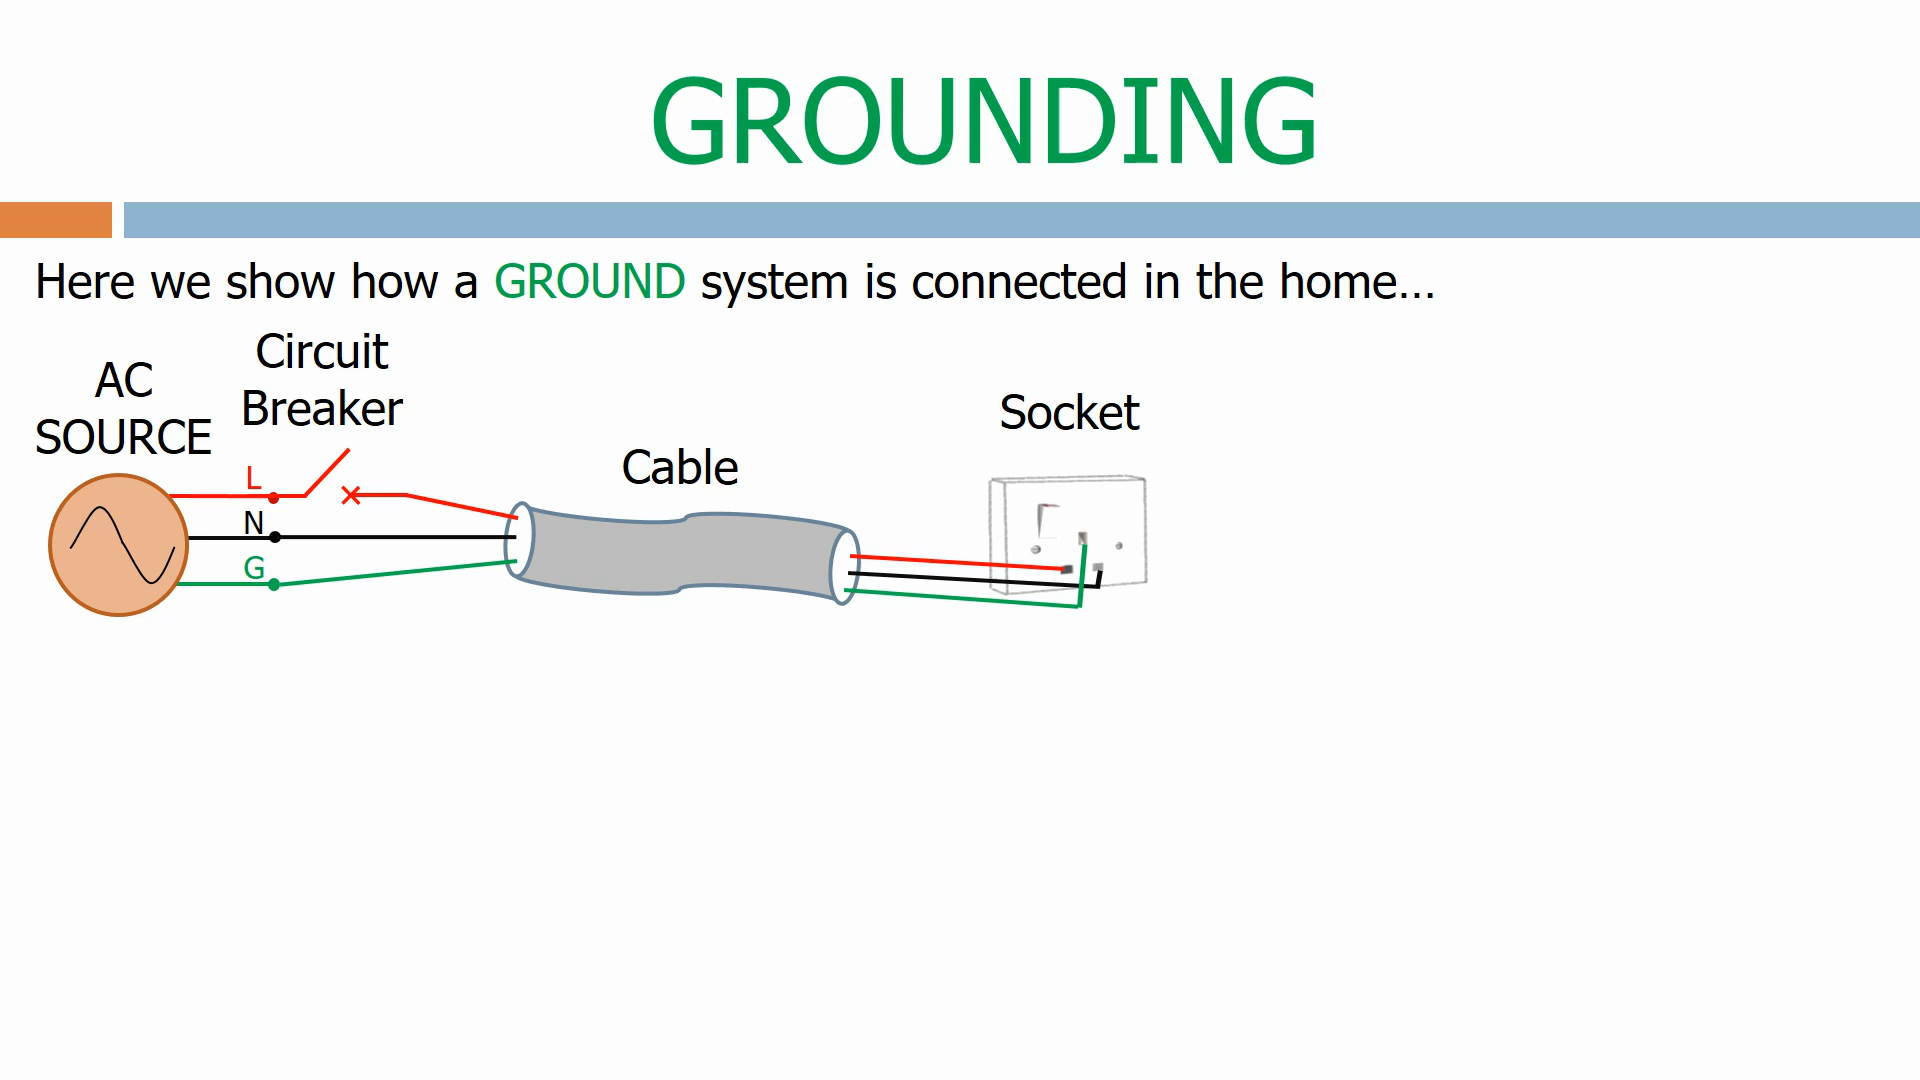 GROUNDING
Here we show how a GROUND system is connected in the home...
AC
SOURCE
Circuit
Breaker
Cable
Socket
L
N
G